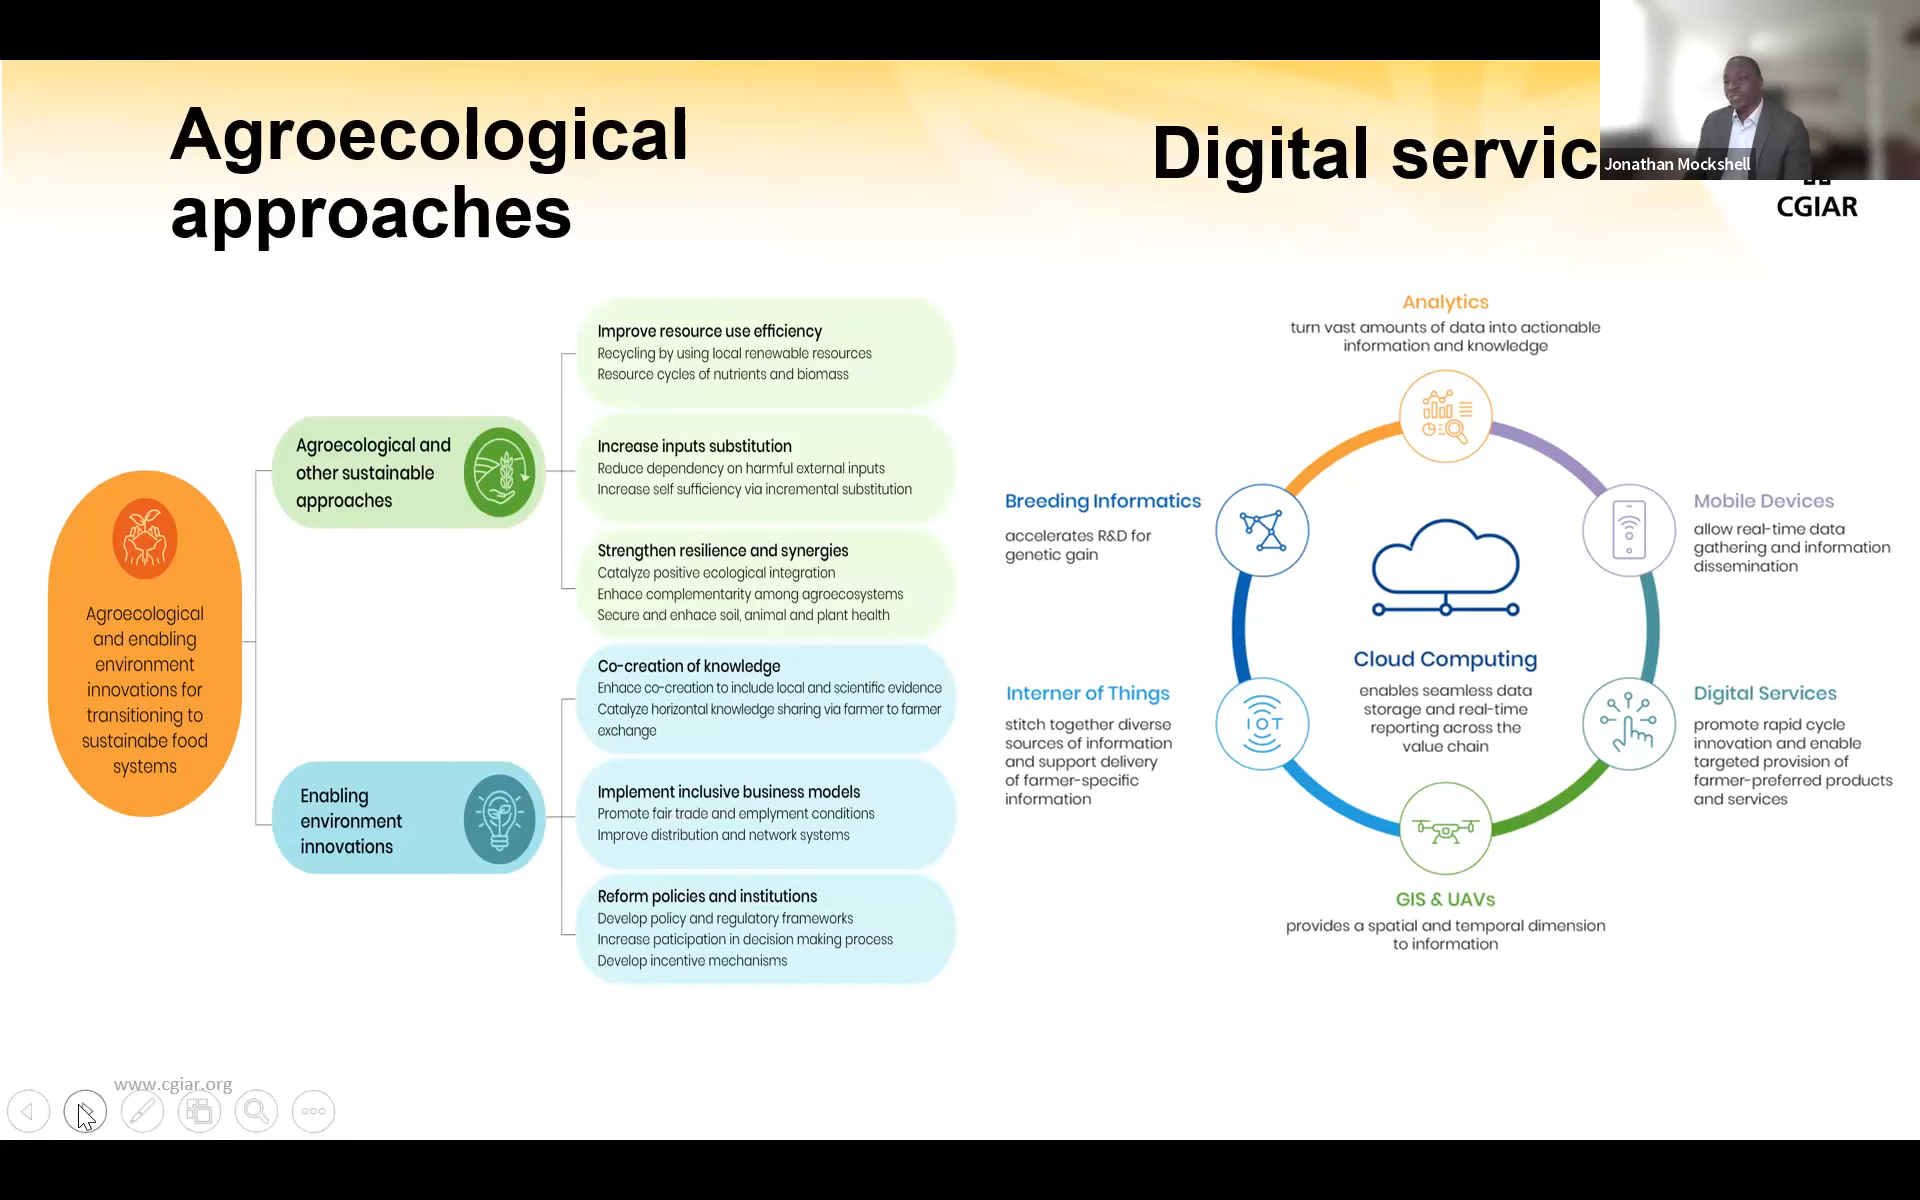 Agroecological
approaches
Digital servic
Jonathan Mockshell
CGIAR
Agroecological
and enabling
environment
innovations for
transitioning to
sustainabe food
systems
Agroecological and
other sustainable
approaches
Enabling
environment
innovations
Improve resource use efficiency
Recycling by using local renewable resources
Resource cycles of nutrients and biomass
Increase inputs substitution
Reduce dependency on harmful external inputs
Increase self sufficiency via incremental substitution
Strengthen resilience and synergies
Catalyze positive ecological integration
Enhace complementarity among agroecosystems
Secure and enhace soil, animal and plant health
Co-creation of knowledge
Enhace co-creation to include local and scientific evidence
Catalyze horizontal knowledge sharing via farmer to farmer
exchange
Implement inclusive business models
Promote fair trade and emplyment conditions
Improve distribution and network systems
Reform policies and institutions
Develop policy and regulatory frameworks
Increase paticipation in decision making process
Develop incentive mechanisms
Analytics
turn vast amounts of data into actionable
information and knowledge
Breeding Informatics
accelerates R&D for
genetic gain
Mobile Devices
allow real-time data
gathering and information
dissemination
Cloud Computing
enables seamless data
storage and real-time
reporting across the
value chain
Interner of Things
stitch together diverse
sources of information
and support delivery
of farmer-specific
information
IOT
Digital Services
promote rapid cycle
innovation and enable
targeted provision of
farmer-preferred products
and services
GIS & UAVs
provides a spatial and temporal dimension
to information
www.cgiar.org